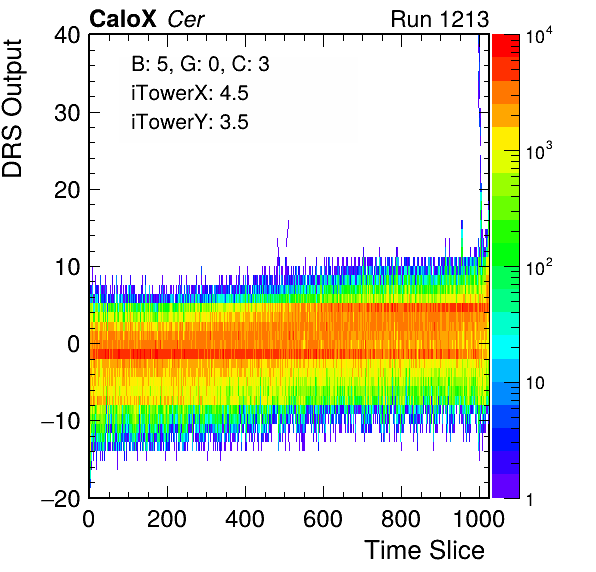 CaloX Cer Run 1213
B: 5, G: 0, C: 3
iTowerX: 4.5
iTowerY: 3.5
DRS Output
40
30
20
10
0
−10
−20
0 200 400 600 800 1000
Time Slice
10^4
10^3
10^2
10
1